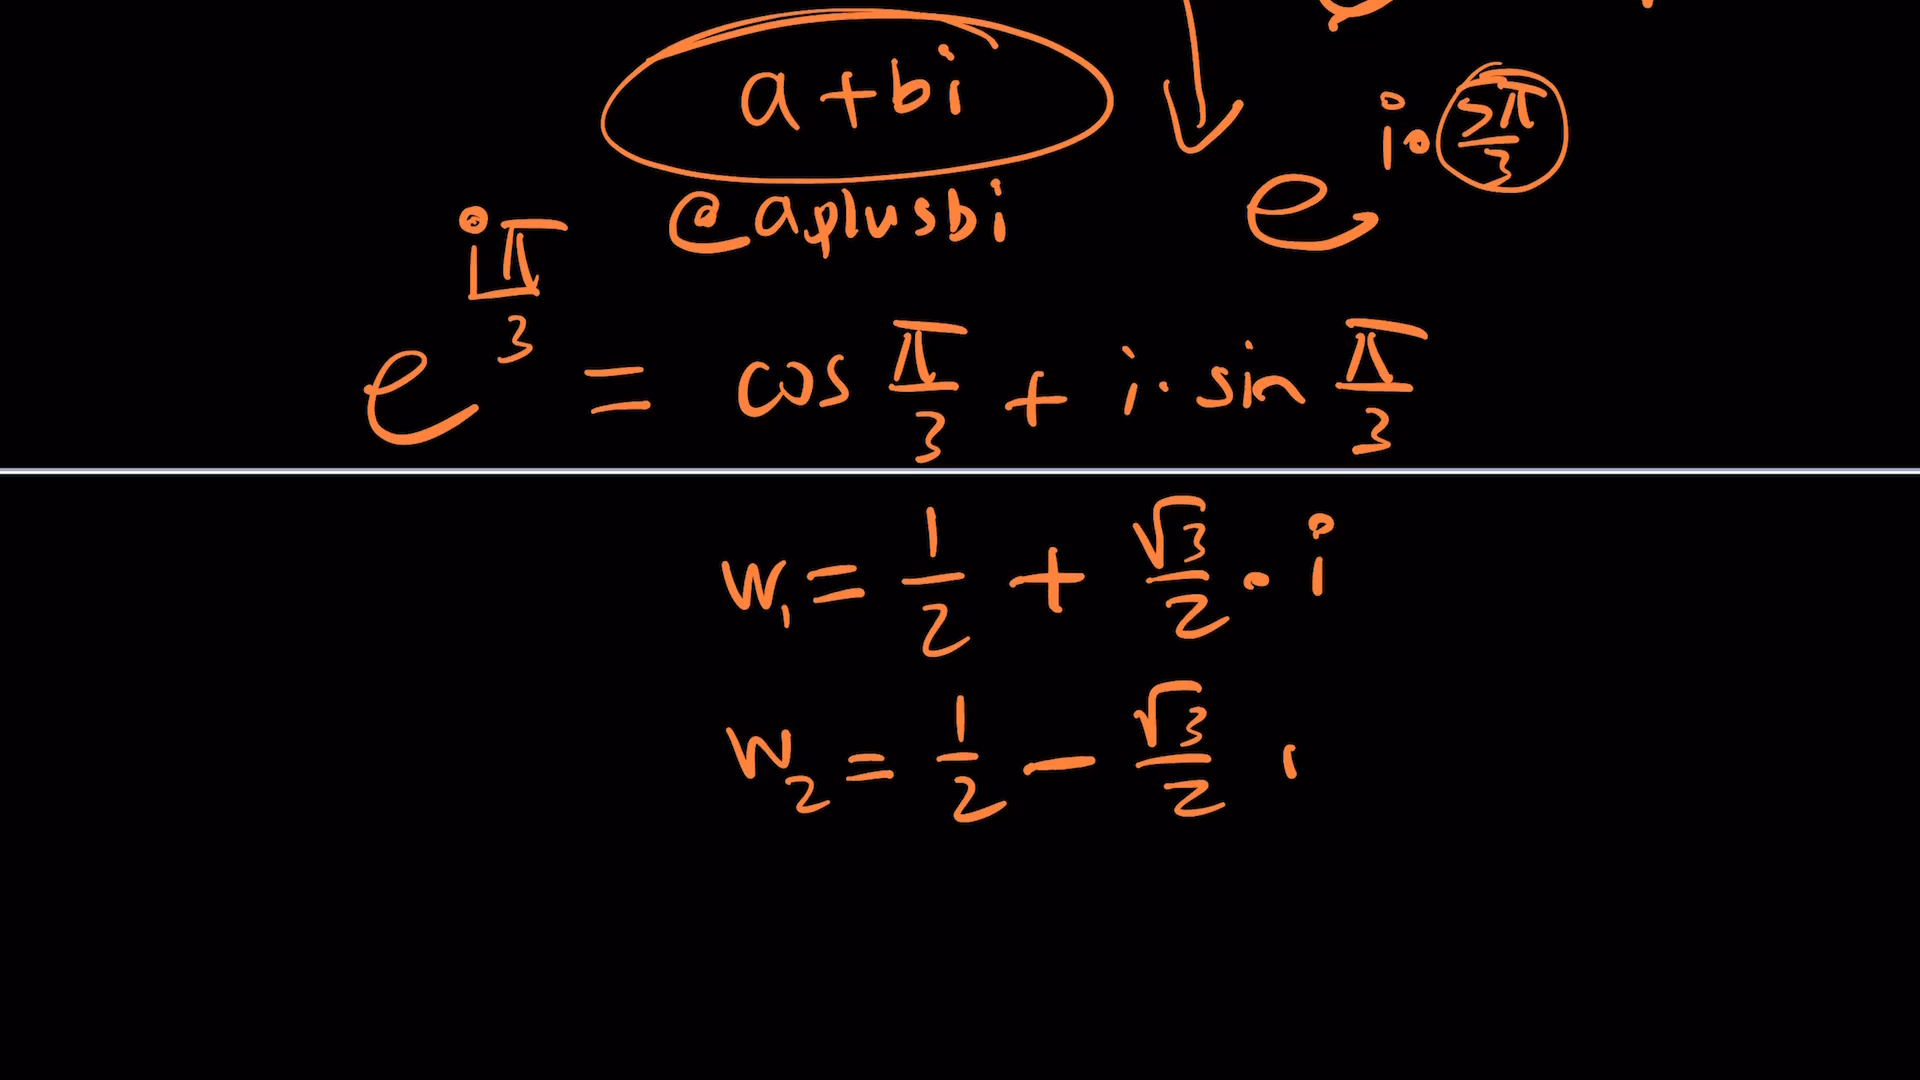 a+bi
@aplusbi
e^{i·5π/3}
e^{iπ/3} = cos π/3 + i·sin π/3
w₁ = 1/2 + √3/2 · i
w₂ = 1/2 − √3/2 i